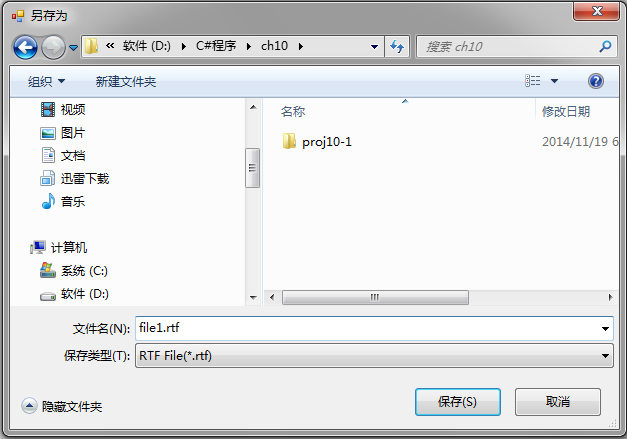 另存为
« 软件 (D:) ▸ C#程序 ▸ ch10 ▸
搜索 ch10
组织 新建文件夹
视频
图片
文档
迅雷下载
音乐
计算机
系统 (C:)
软件 (D:)
名称 修改日期
proj10-1 2014/11/19 6
文件名(N): file1.rtf
保存类型(T): RTF File(*.rtf)
隐藏文件夹 保存(S) 取消